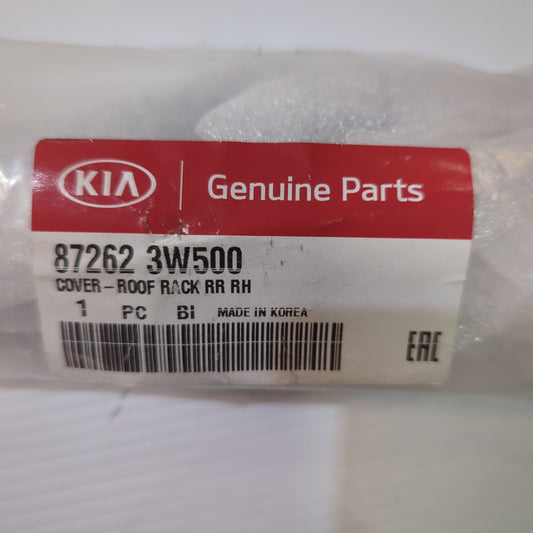 KIA Genuine Parts
87262 3W500
COVER-ROOF RACK RR RH
1 PC BI MADE IN KOREA
EAC